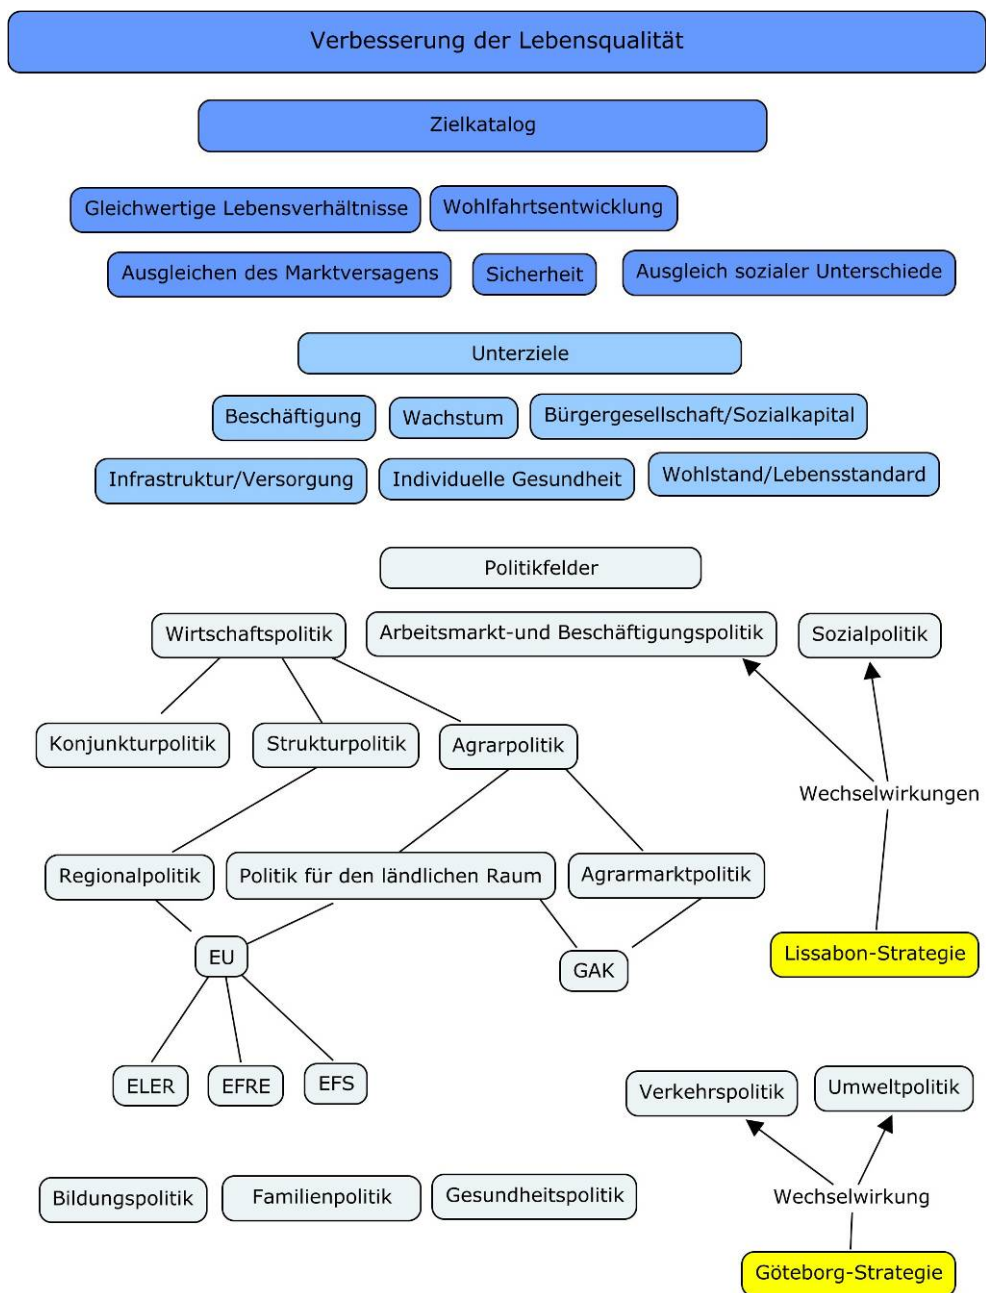 Verbesserung der Lebensqualität
Zielkatalog
Gleichwertige Lebensverhältnisse
Wohlfahrtsentwicklung
Ausgleichen des Marktversagens
Sicherheit
Ausgleich sozialer Unterschiede
Unterziele
Beschäftigung
Wachstum
Bürgergesellschaft/Sozialkapital
Infrastruktur/Versorgung
Individuelle Gesundheit
Wohlstand/Lebensstandard
Politikfelder
Wirtschaftspolitik
Arbeitsmarkt-und Beschäftigungspolitik
Sozialpolitik
Konjunkturpolitik
Strukturpolitik
Agrarpolitik
Wechselwirkungen
Regionalpolitik
Politik für den ländlichen Raum
Agrarmarktpolitik
EU
GAK
Lissabon-Strategie
ELER
EFRE
EFS
Verkehrspolitik
Umweltpolitik
Bildungspolitik
Familienpolitik
Gesundheitspolitik
Wechselwirkung
Göteborg-Strategie